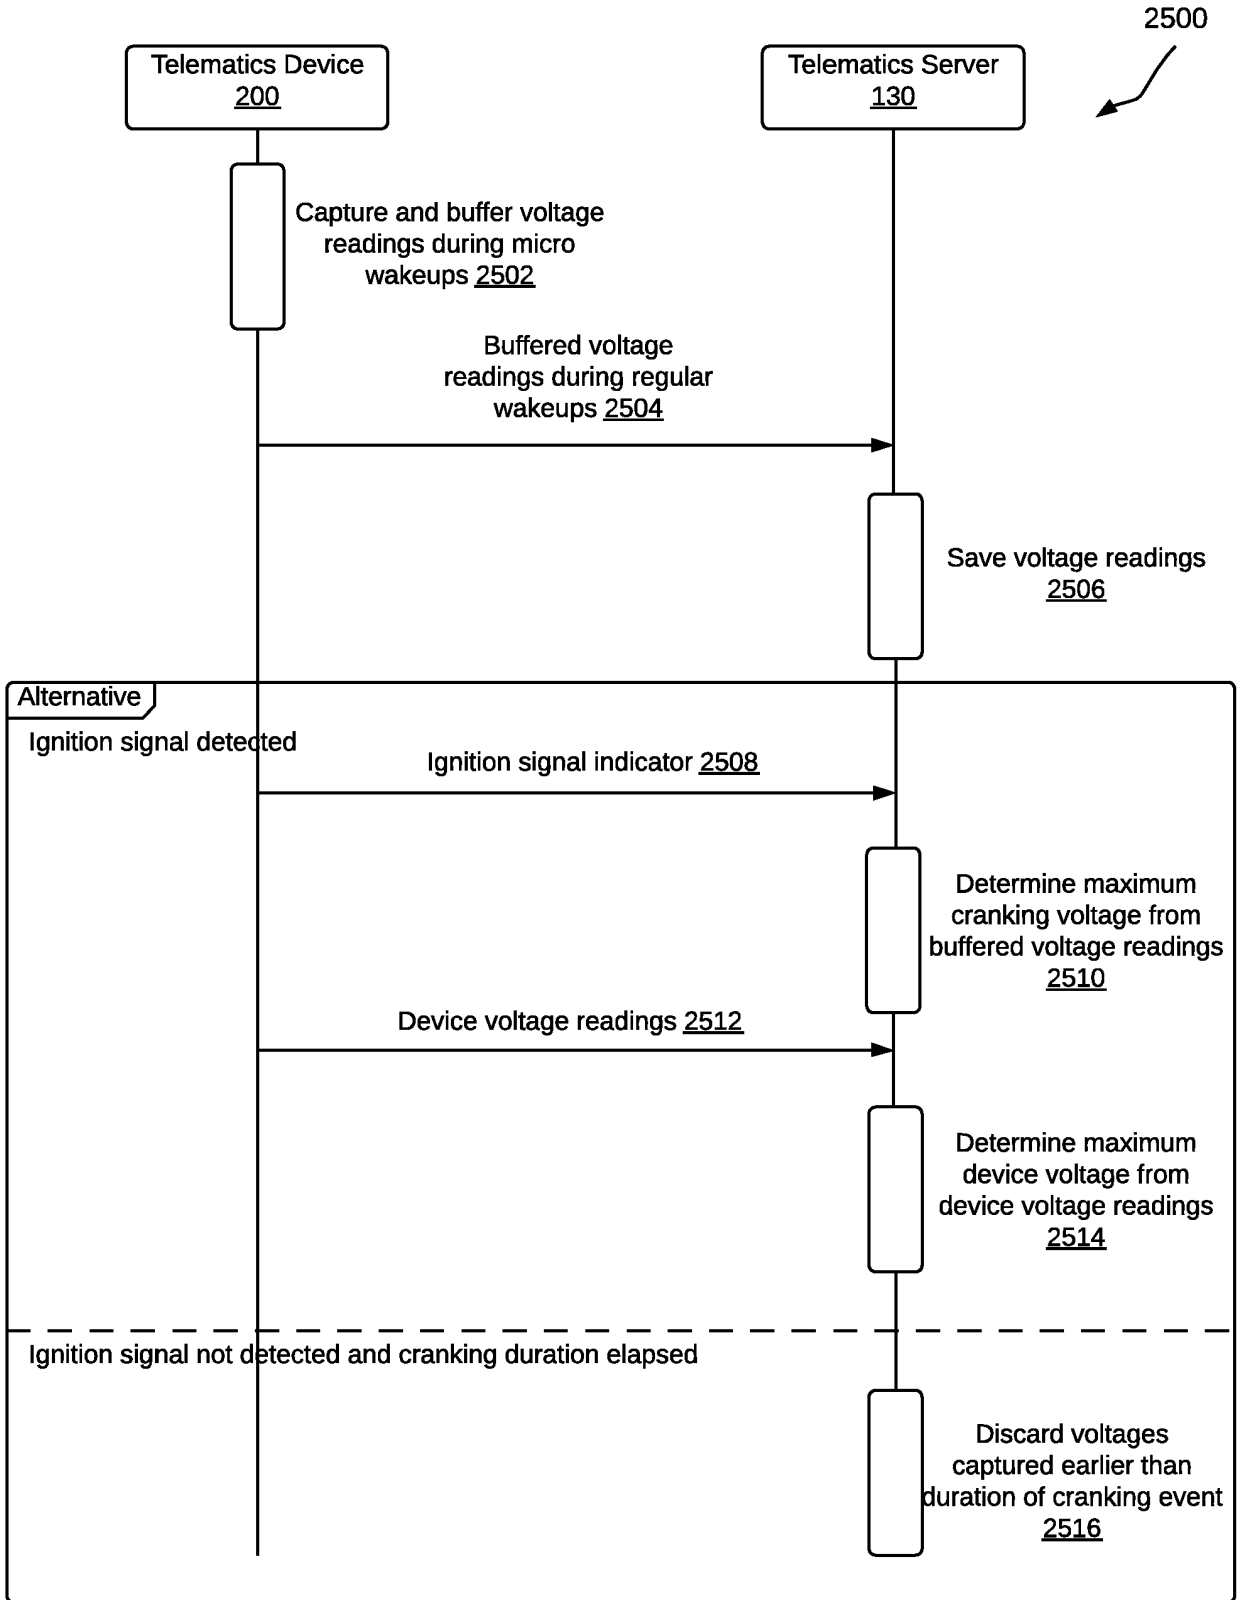 2500
Telematics Device
200
Telematics Server
130
Capture and buffer voltage
readings during micro
wakeups 2502
Buffered voltage
readings during regular
wakeups 2504
Save voltage readings
2506
Alternative
Ignition signal detected
Ignition signal indicator 2508
Determine maximum
cranking voltage from
buffered voltage readings
2510
Device voltage readings 2512
Determine maximum
device voltage from
device voltage readings
2514
Ignition signal not detected and cranking duration elapsed
Discard voltages
captured earlier than
duration of cranking event
2516